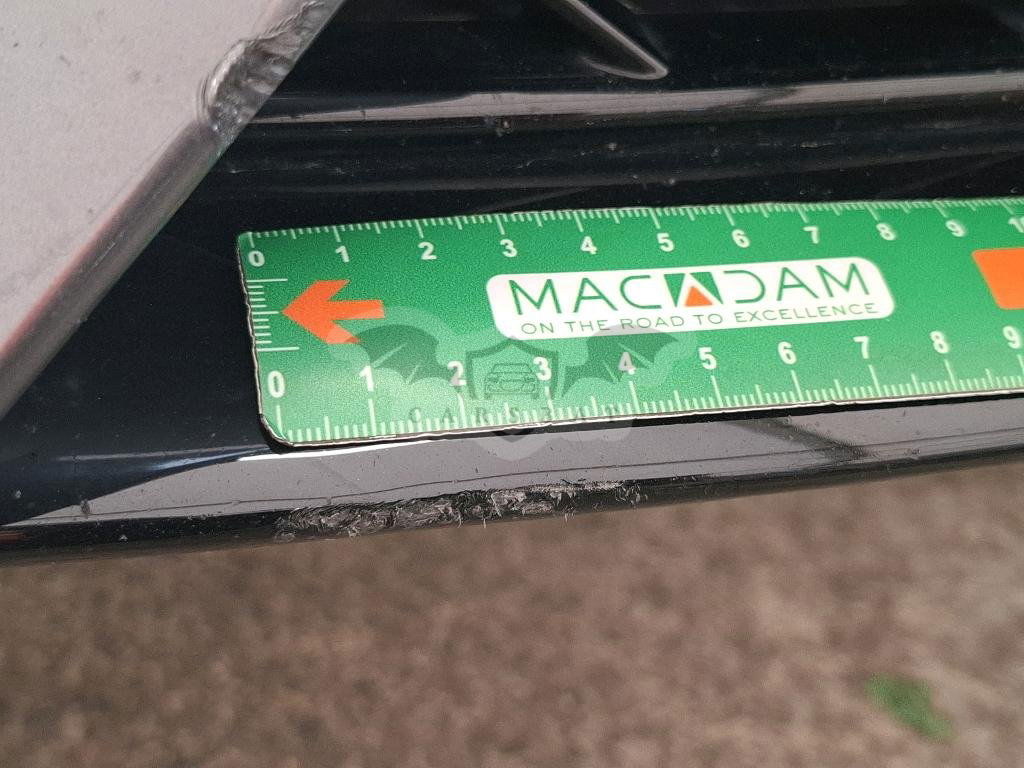 0 1 2 3 4 5 6 7 8 9 10
MACADAM
ON THE ROAD TO EXCELLENCE
0 1 2 3 4 5 6 7 8 9
CARS340